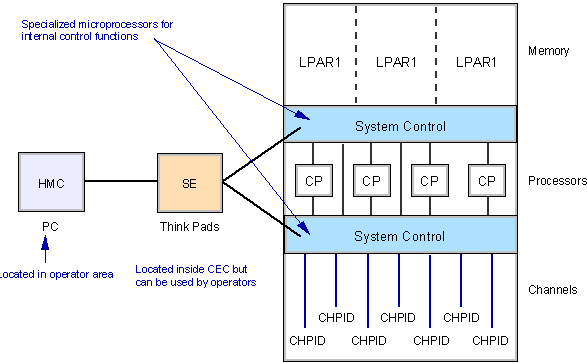 Specialized microprocessors for
internal control functions
LPAR1
LPAR1
LPAR1
Memory
System Control
HMC
SE
CP
CP
CP
CP
Processors
PC
Think Pads
System Control
Located in operator area
Located inside CEC but
can be used by operators
Channels
CHPID
CHPID
CHPID
CHPID
CHPID
CHPID
CHPID